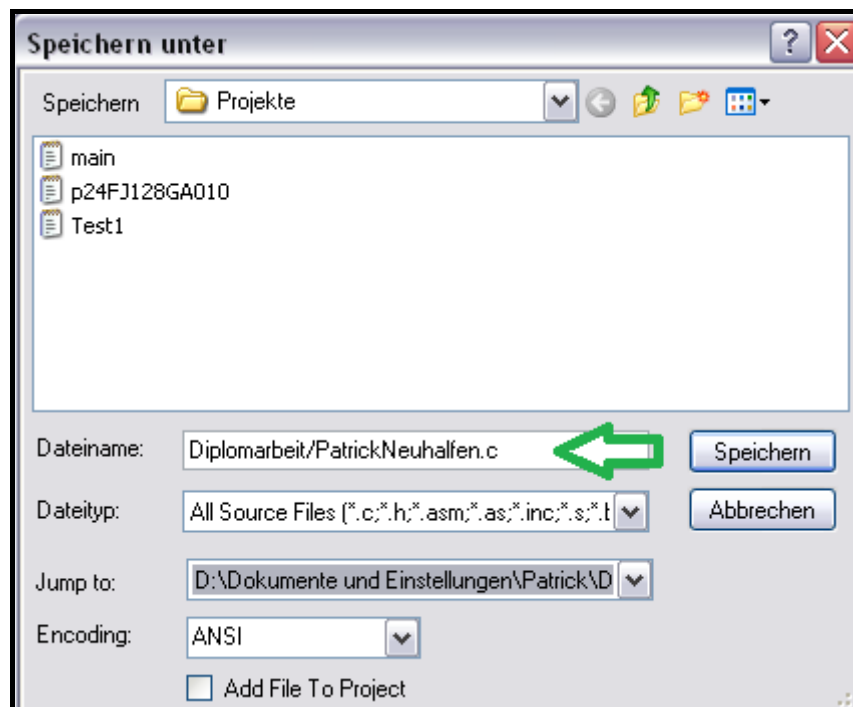 Speichern unter
Speichern Projekte
main
p24FJ128GA010
Test1
Dateiname: Diplomarbeit/PatrickNeuhalfen.c Speichern
Dateityp: All Source Files (*.c;*.h;*.asm;*.as;*.inc;*.s;*. Abbrechen
Jump to: D:\Dokumente und Einstellungen\Patrick\D
Encoding: ANSI
Add File To Project